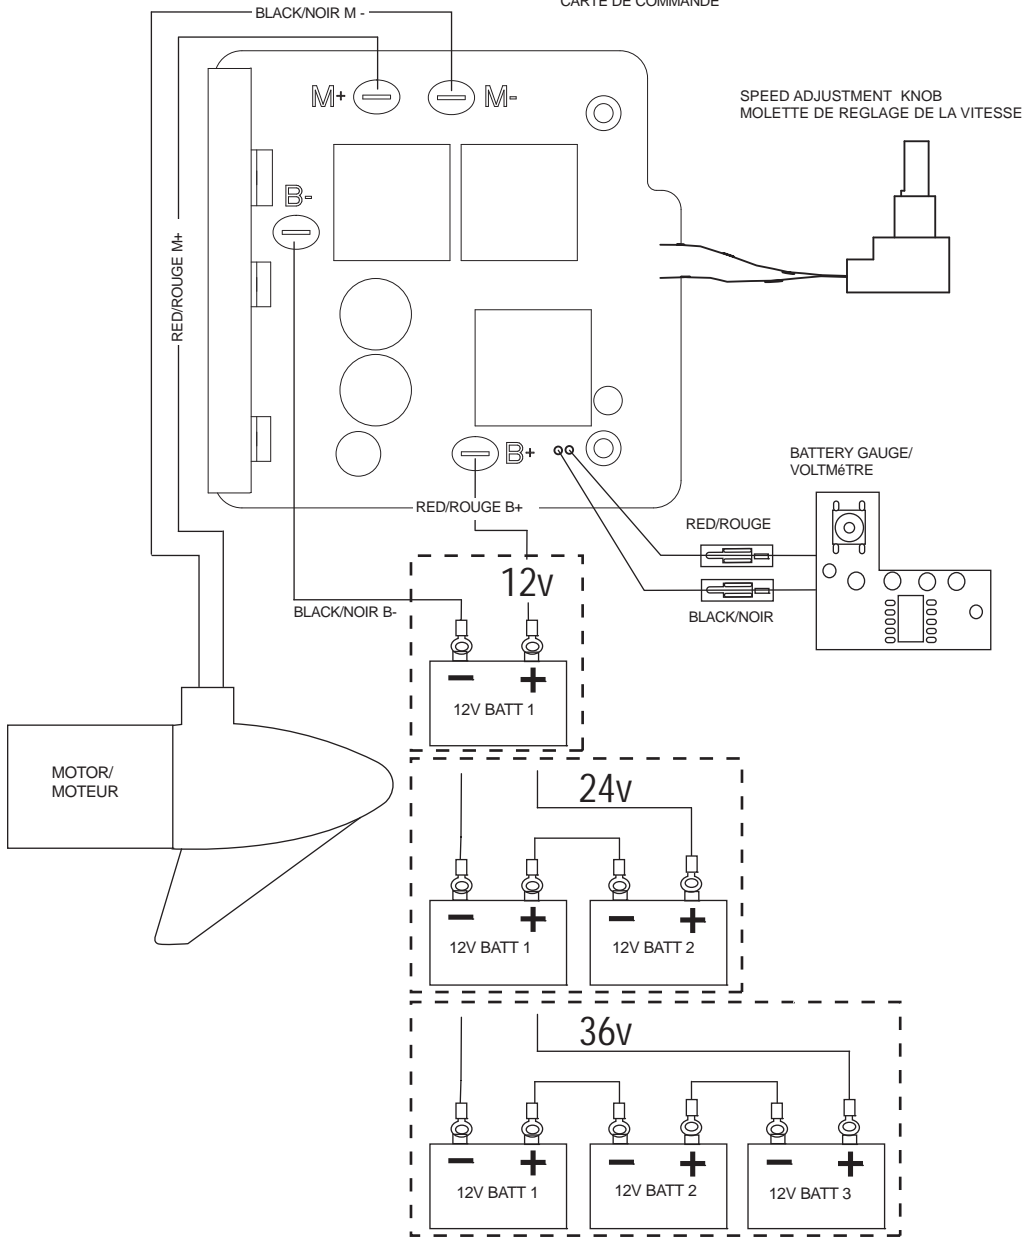 CARTE DE COMMANDE
BLACK/NOIR M -
M+
M-
SPEED ADJUSTMENT KNOB
MOLETTE DE REGLAGE DE LA VITESSE
B-
RED/ROUGE M+
B+
BATTERY GAUGE/
VOLTMéTRE
RED/ROUGE B+
RED/ROUGE
12v
BLACK/NOIR B-
BLACK/NOIR
- +
12V BATT 1
MOTOR/
MOTEUR
24v
- + - +
12V BATT 1 12V BATT 2
36v
- + - + - +
12V BATT 1 12V BATT 2 12V BATT 3